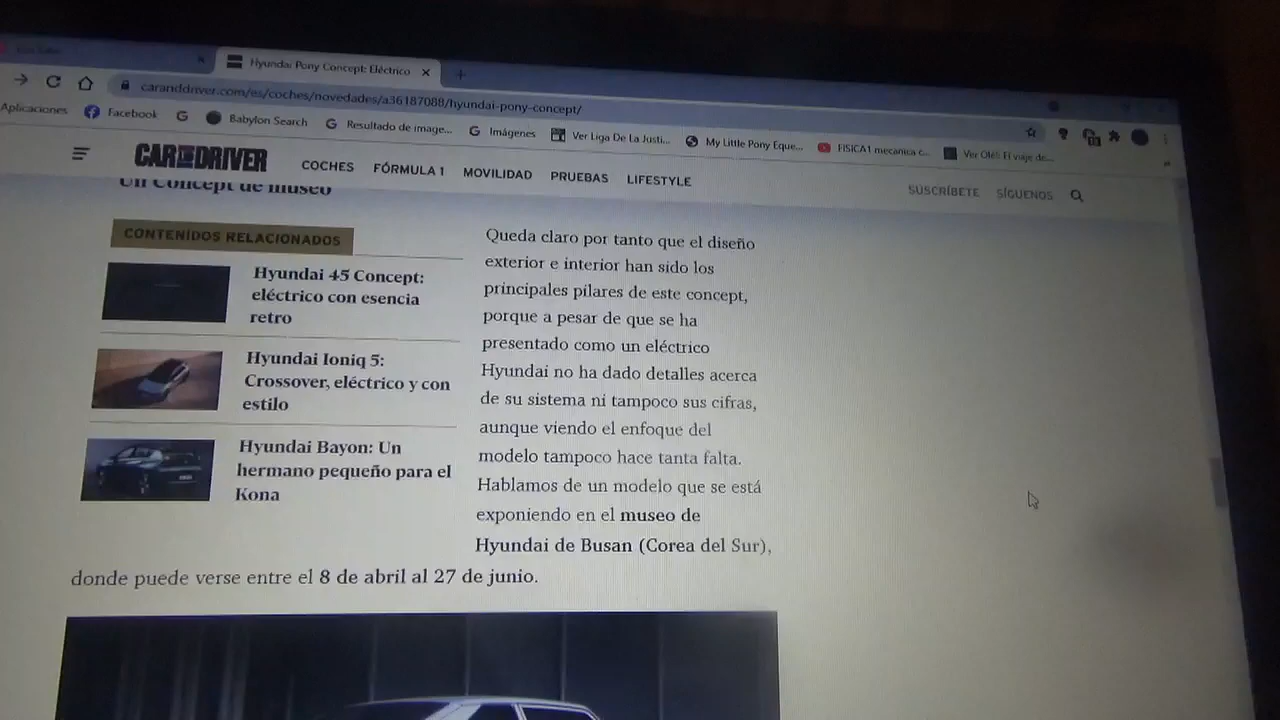 Hyundai Pony Concept: Eléctrico
caranddriver.com/es/coches/novedades/a36187088/hyundai-pony-concept/
Aplicaciones
Facebook
Babylon Search
Resultado de image...
Imágenes
Ver Liga De La Justi...
My Little Pony Eque...
FISICA1 mecanica c...
Ver Olé! El viaje de...
CAR AND DRIVER
COCHES
FÓRMULA 1
MOVILIDAD
PRUEBAS
LIFESTYLE
SUSCRÍBETE
SÍGUENOS
Un Concept de museo
CONTENIDOS RELACIONADOS
Hyundai 45 Concept:
eléctrico con esencia
retro
Hyundai Ioniq 5:
Crossover, eléctrico y con
estilo
Hyundai Bayon: Un
hermano pequeño para el
Kona
Queda claro por tanto que el diseño
exterior e interior han sido los
principales pilares de este concept,
porque a pesar de que se ha
presentado como un eléctrico
Hyundai no ha dado detalles acerca
de su sistema ni tampoco sus cifras,
aunque viendo el enfoque del
modelo tampoco hace tanta falta.
Hablamos de un modelo que se está
exponiendo en el museo de
Hyundai de Busan (Corea del Sur),
donde puede verse entre el 8 de abril al 27 de junio.